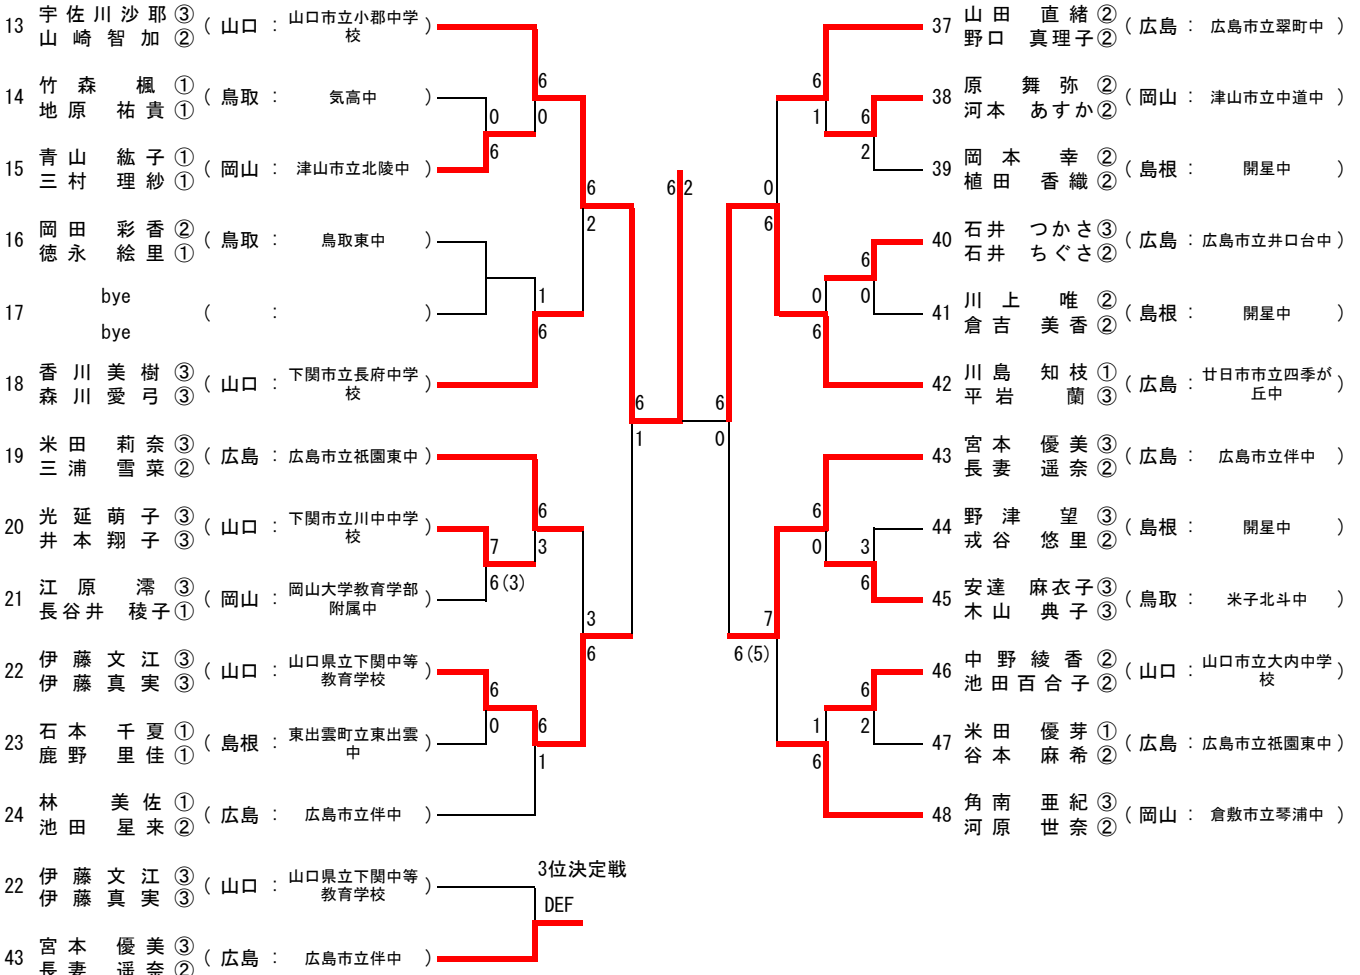 13 宇佐川沙耶③ 山崎智加② (山口 : 山口市立小郡中学校)
14 竹森楓① 地原祐貴① (鳥取 : 気高中)
15 青山紘子① 三村理紗① (岡山 : 津山市立北陵中)
16 岡田彩香② 徳永絵里① (鳥取 : 鳥取東中)
17 bye bye ( : )
18 香川美樹③ 森川愛弓③ (山口 : 下関市立長府中学校)
19 米田莉奈③ 三浦雪菜② (広島 : 広島市立祇園東中)
20 光延萌子③ 井本翔子③ (山口 : 下関市立川中中学校)
21 江原澪③ 長谷井稜子① (岡山 : 岡山大学教育学部附属中)
22 伊藤文江③ 伊藤真実③ (山口 : 山口県立下関中等教育学校)
23 石本千夏① 鹿野里佳① (島根 : 東出雲町立東出雲中)
24 林美佐① 池田星来② (広島 : 広島市立伴中)
6
0
0
6
6
2
1
6
6
1
6
3
7
6(3)
3
6
6
0
6
1
6 2
37 山田直緒② 野口真理子② (広島 : 広島市立翠町中)
38 原舞弥② 河本あすか② (岡山 : 津山市立中道中)
39 岡本幸② 植田香織② (島根 : 開星中)
40 石井つかさ③ 石井ちぐさ② (広島 : 広島市立井口台中)
41 川上唯② 倉吉美香② (島根 : 開星中)
42 川島知枝① 平岩蘭③ (広島 : 廿日市市立四季が丘中)
43 宮本優美③ 長妻遥奈② (広島 : 広島市立伴中)
44 野津望③ 戎谷悠里② (島根 : 開星中)
45 安達麻衣子③ 木山典子③ (鳥取 : 米子北斗中)
46 中野綾香② 池田百合子② (山口 : 山口市立大内中学校)
47 米田優芽① 谷本麻希② (広島 : 広島市立祇園東中)
48 角南亜紀③ 河原世奈② (岡山 : 倉敷市立琴浦中)
6
1
6
2
0
6
6
0
0
6
6
0
6
0
3
6
7
6(5)
6
2
1
6
3位決定戦
22 伊藤文江③ 伊藤真実③ (山口 : 山口県立下関中等教育学校)
DEF
43 宮本優美③ 長妻遥奈② (広島 : 広島市立伴中)